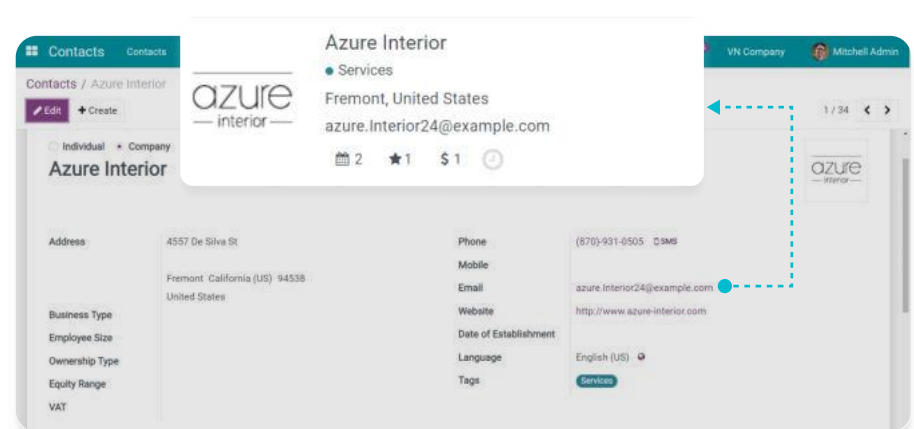 Contacts
Contacts
VN Company
Mitchell Admin
Contacts / Azure Interior
Edit
Create
1 / 34
azure
interior
Azure Interior
Services
Fremont, United States
azure.Interior24@example.com
2
1
$ 1
Individual
Company
Azure Interior
azure
interior
Address
4557 De Silva St
Fremont California (US) 94538
United States
Business Type
Employee Size
Ownership Type
Equity Range
VAT
Phone
(870)-931-0505
SMS
Mobile
Email
azure.Interior24@example.com
Website
http://www.azure-interior.com
Date of Establishment
Language
English (US)
Tags
Services